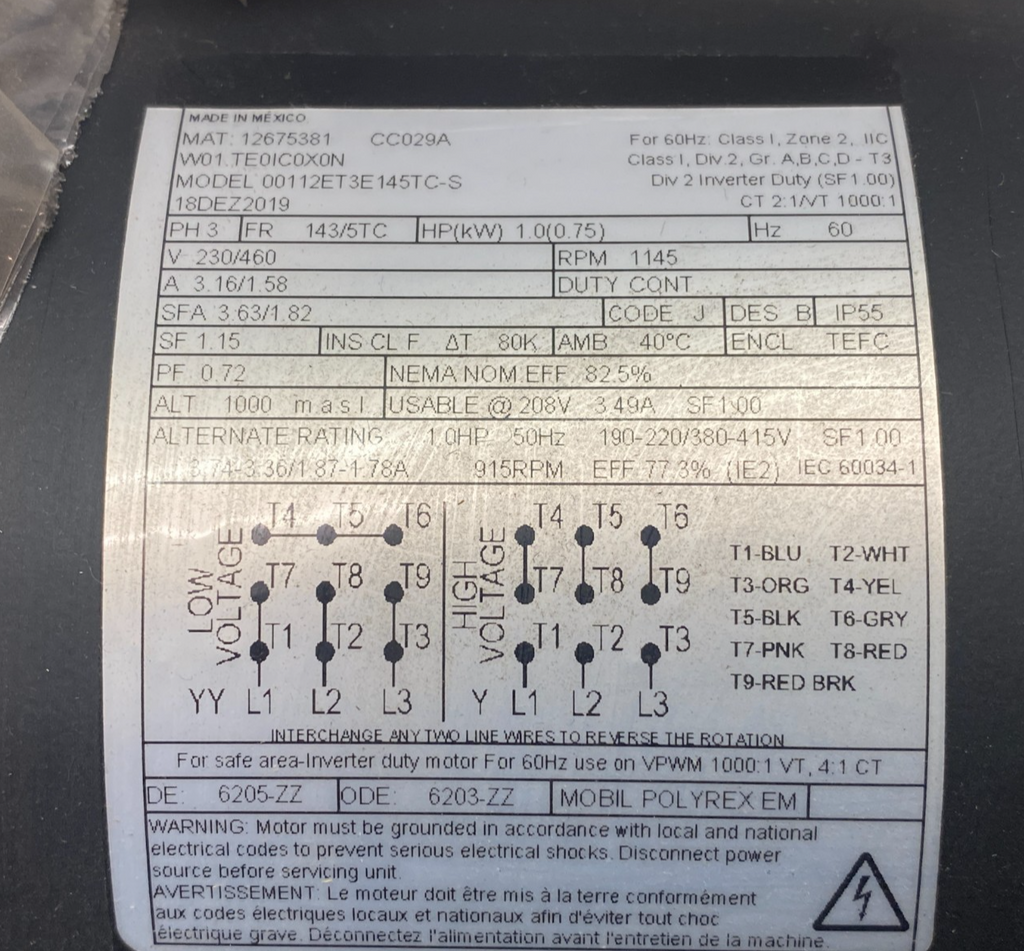 MADE IN MEXICO
MAT: 12675381 CC029A For 60Hz: Class I, Zone 2, IIC
W01.TE0IC0X0N Class I, Div.2, Gr. A,B,C,D - T3
MODEL 00112ET3E145TC-S Div 2 Inverter Duty (SF1.00)
18DEZ2019 CT 2:1/VT 1000:1
PH 3 FR 143/5TC HP(kW) 1.0(0.75) Hz 60
V 230/460 RPM 1145
A 3.16/1.58 DUTY CONT.
SFA 3.63/1.82 CODE J DES B IP55
SF 1.15 INS CL F ΔT 80K AMB 40°C ENCL TEFC
PF 0.72 NEMA NOM.EFF 82.5%
ALT 1000 m.a.s.l. USABLE @ 208V 3.49A SF1.00
ALTERNATE RATING 1.0HP 50Hz 190-220/380-415V SF1.00
3.74-3.36/1.87-1.78A 915RPM EFF 77.3% (IE2) IEC 60034-1
LOW VOLTAGE
T4 T5 T6
T7 T8 T9
T1 T2 T3
YY L1 L2 L3
HIGH VOLTAGE
T4 T5 T6
T7 T8 T9
T1 T2 T3
Y L1 L2 L3
T1-BLU T2-WHT
T3-ORG T4-YEL
T5-BLK T6-GRY
T7-PNK T8-RED
T9-RED BRK
INTERCHANGE ANY TWO LINE WIRES TO REVERSE THE ROTATION
For safe area-Inverter duty motor For 60Hz use on VPWM 1000:1 VT, 4:1 CT
DE: 6205-ZZ ODE: 6203-ZZ MOBIL POLYREX EM
WARNING: Motor must be grounded in accordance with local and national
electrical codes to prevent serious electrical shocks. Disconnect power
source before servicing unit.
AVERTISSEMENT: Le moteur doit être mis à la terre conformément
aux codes électriques locaux et nationaux afin d'éviter tout choc
électrique grave. Déconnectez l'alimentation avant l'entretien de la machine.